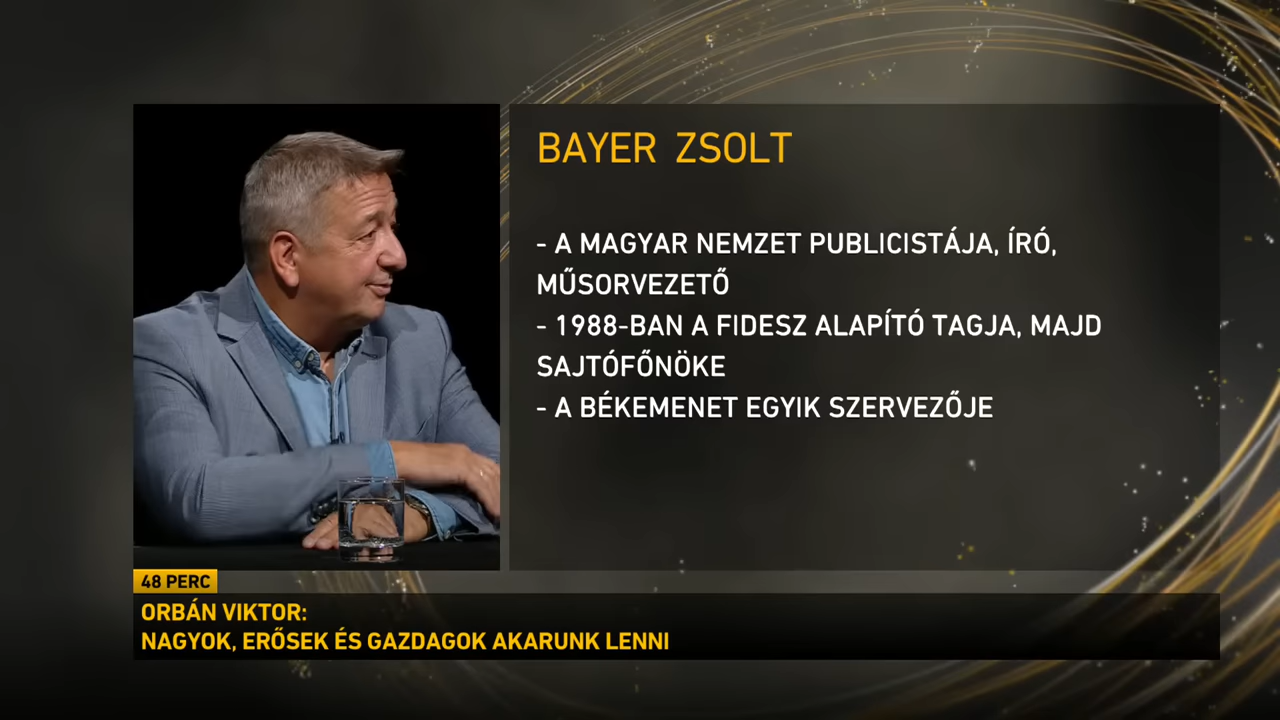 BAYER ZSOLT
- A MAGYAR NEMZET PUBLICISTÁJA, ÍRÓ,
MŰSORVEZETŐ
- 1988-BAN A FIDESZ ALAPÍTÓ TAGJA, MAJD
SAJTÓFŐNÖKE
- A BÉKEMENET EGYIK SZERVEZŐJE
48 PERC
ORBÁN VIKTOR:
NAGYOK, ERŐSEK ÉS GAZDAGOK AKARUNK LENNI